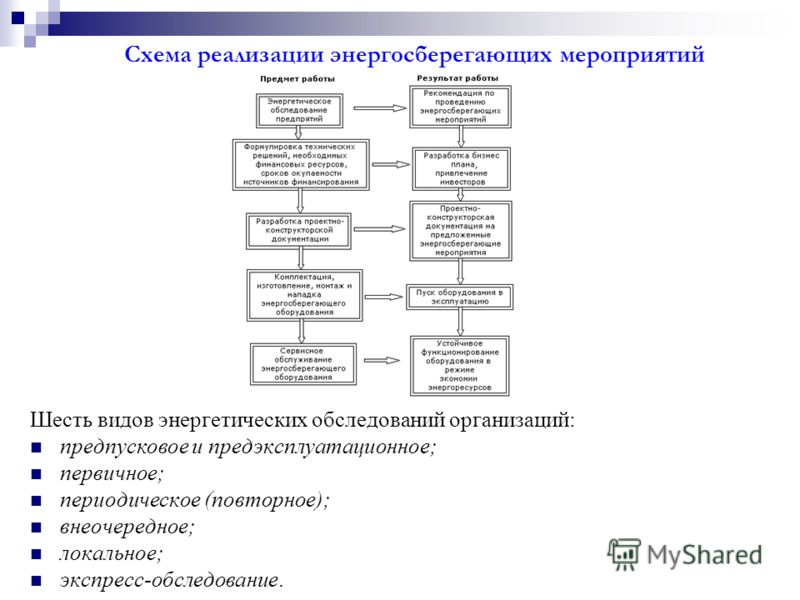 Схема реализации энергосберегающих мероприятий
Предмет работы
Результат работы
Энергетическое
обследование
предпрятий
Рекомендация по
проведению
энергосберегающих
мероприятий
Формулировка технических
решений, необходимых
финансовых ресурсов,
сроков окупаемости
источников финансирования
Разработка бизнес
плана,
привлечение
инвесторов
Разработка проектно-
конструкторской
документации
Проектно-
конструкторская
документация на
предложенные
энергосберегающие
мероприятия
Комплектация,
изготовление, монтаж и
наладка
энергосберегающего
оборудования
Пуск оборудования в
эксплуатацию
Сервисное
обслуживание
энергосберегающего
оборудования
Устойчивое
функционирование
оборудования в
режиме
экономии
энергоресурсов
Шесть видов энергетических обследований организаций:
предпусковое и предэксплуатационное;
первичное;
периодическое (повторное);
внеочередное;
локальное;
экспресс-обследование.
MyShared